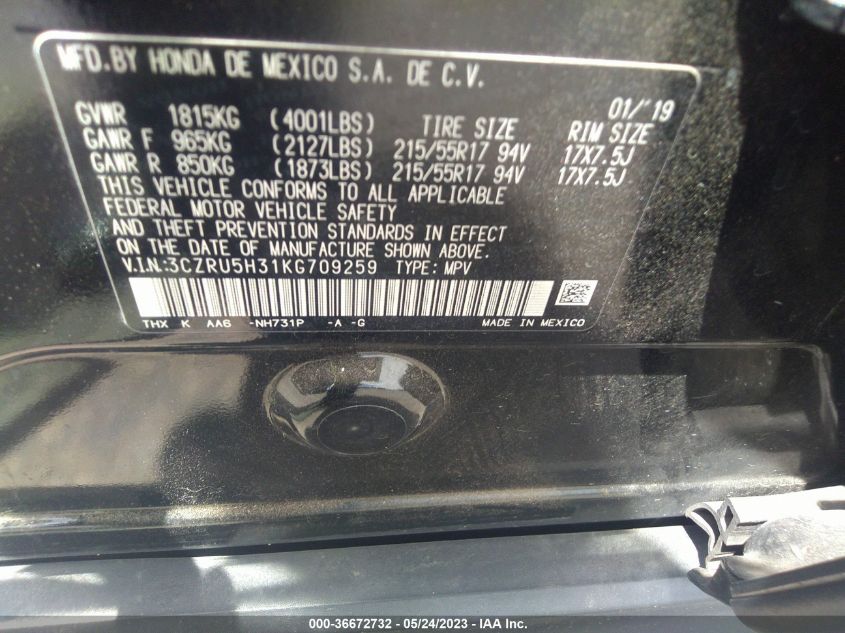 MFD.BY HONDA DE MEXICO S.A. DE C.V.
01/'19
GVWR 1815KG (4001LBS) TIRE SIZE RIM SIZE
GAWR F 965KG (2127LBS) 215/55R17 94V 17X7.5J
GAWR R 850KG (1873LBS) 215/55R17 94V 17X7.5J
THIS VEHICLE CONFORMS TO ALL APPLICABLE
FEDERAL MOTOR VEHICLE SAFETY
AND THEFT PREVENTION STANDARDS IN EFFECT
ON THE DATE OF MANUFACTURE SHOWN ABOVE.
V.I.N.:3CZRU5H31KG709259 TYPE: MPV
THX K AA6 -NH731P -A -G MADE IN MEXICO
000-36672732 — 05/24/2023 — IAA Inc.